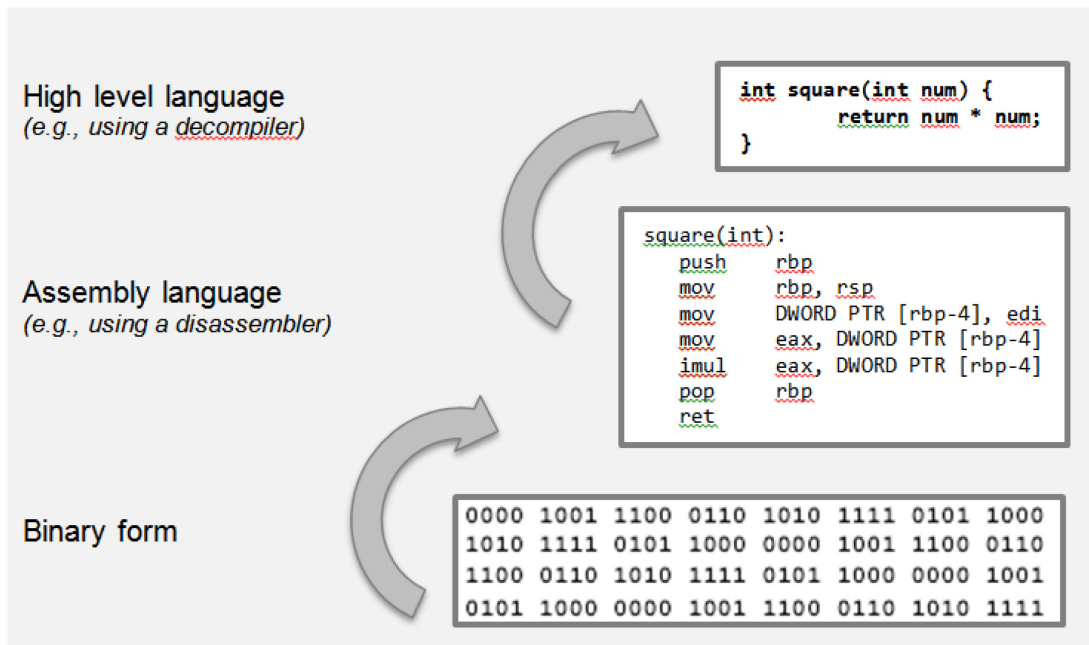 High level language
(e.g., using a decompiler)
int square(int num) {
return num * num;
}
Assembly language
(e.g., using a disassembler)
square(int):
push rbp
mov rbp, rsp
mov DWORD PTR [rbp-4], edi
mov eax, DWORD PTR [rbp-4]
imul eax, DWORD PTR [rbp-4]
pop rbp
ret
Binary form
0000 1001 1100 0110 1010 1111 0101 1000
1010 1111 0101 1000 0000 1001 1100 0110
1100 0110 1010 1111 0101 1000 0000 1001
0101 1000 0000 1001 1100 0110 1010 1111